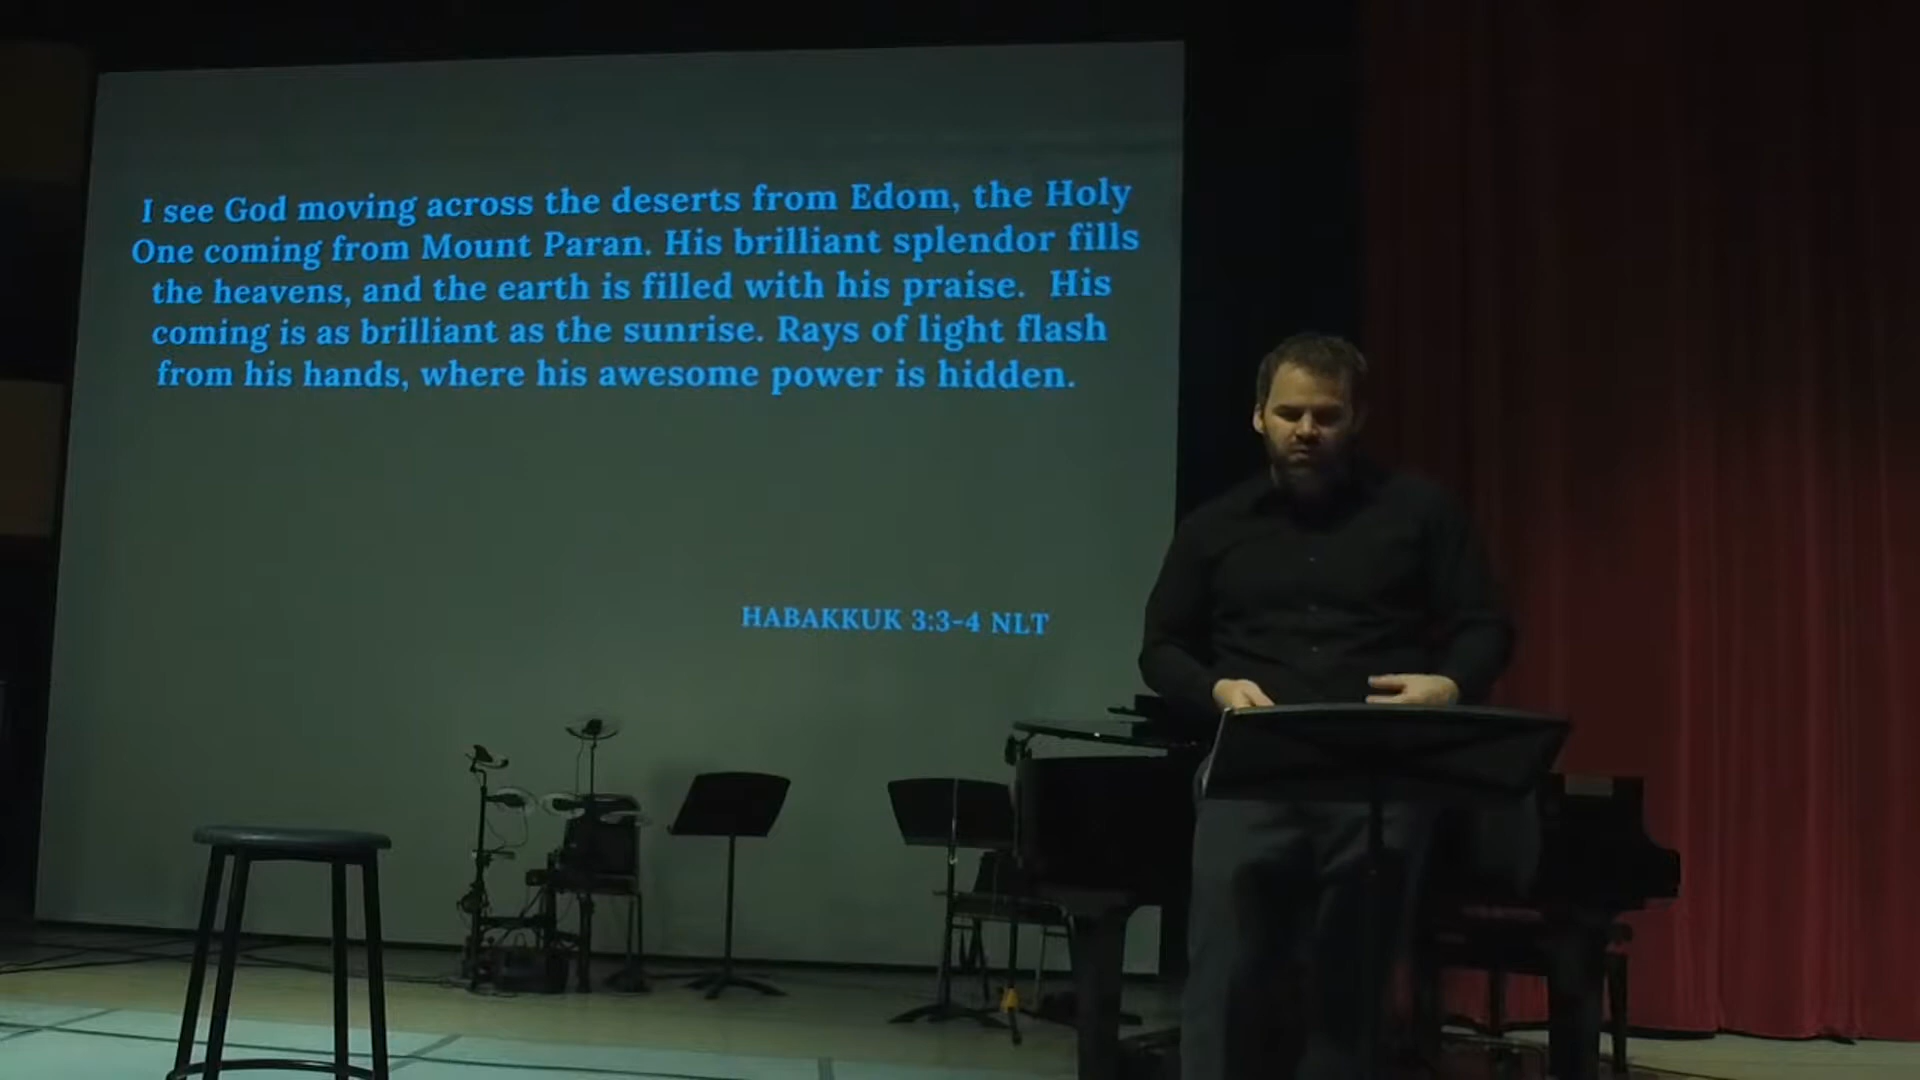 I see God moving across the deserts from Edom, the Holy
One coming from Mount Paran. His brilliant splendor fills
the heavens, and the earth is filled with his praise.  His
coming is as brilliant as the sunrise. Rays of light flash
from his hands, where his awesome power is hidden.
HABAKKUK 3:3-4 NLT